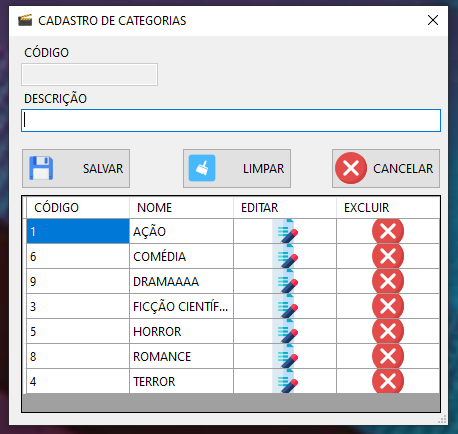 CADASTRO DE CATEGORIAS
CÓDIGO
DESCRIÇÃO
SALVAR LIMPAR CANCELAR
CÓDIGO NOME EDITAR EXCLUIR
1 AÇÃO
6 COMÉDIA
9 DRAMAAAA
3 FICÇÃO CIENTÍF...
5 HORROR
8 ROMANCE
4 TERROR